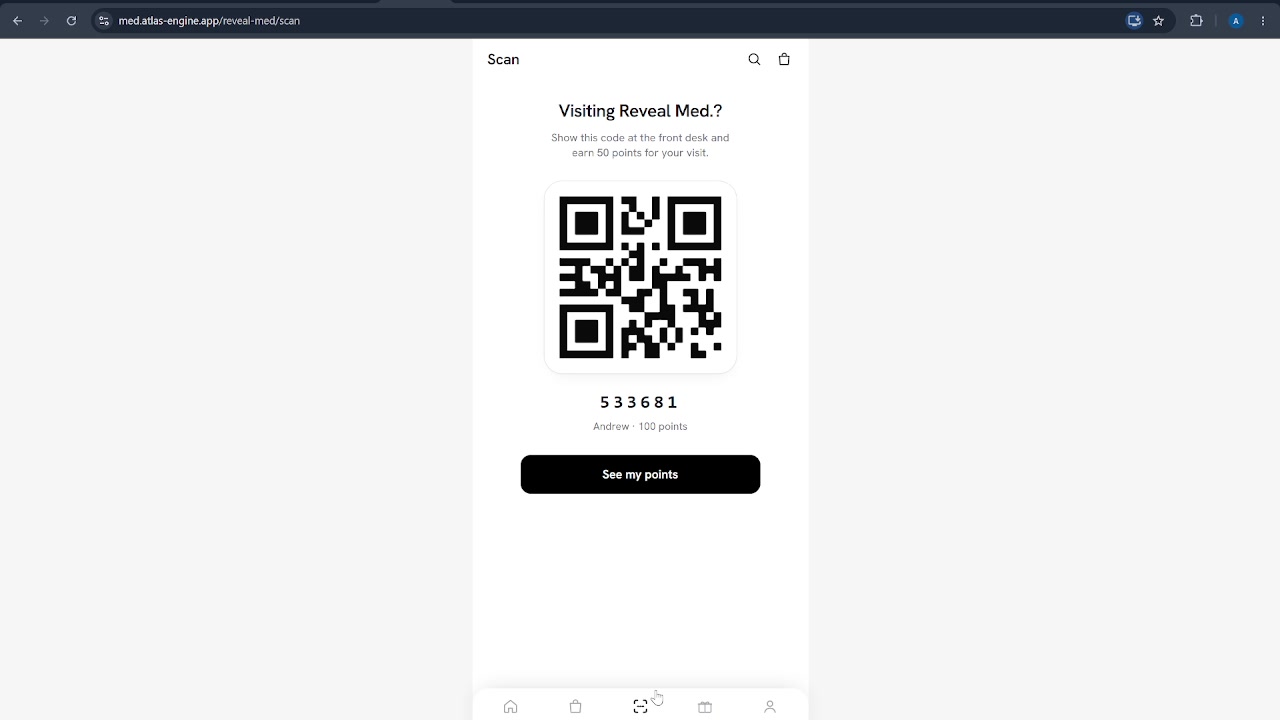 med.atlas-engine.app/reveal-med/scan
A
Scan
Visiting Reveal Med.?
Show this code at the front desk and
earn 50 points for your visit.
533681
Andrew · 100 points
See my points